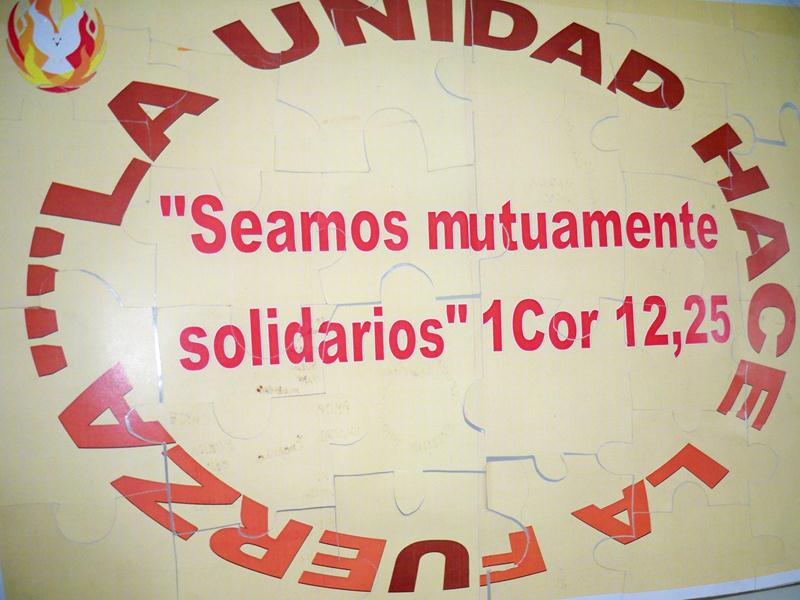 "LA UNIDAD HACE LA FUERZA"
"Seamos mutuamente
solidarios" 1Cor 12,25